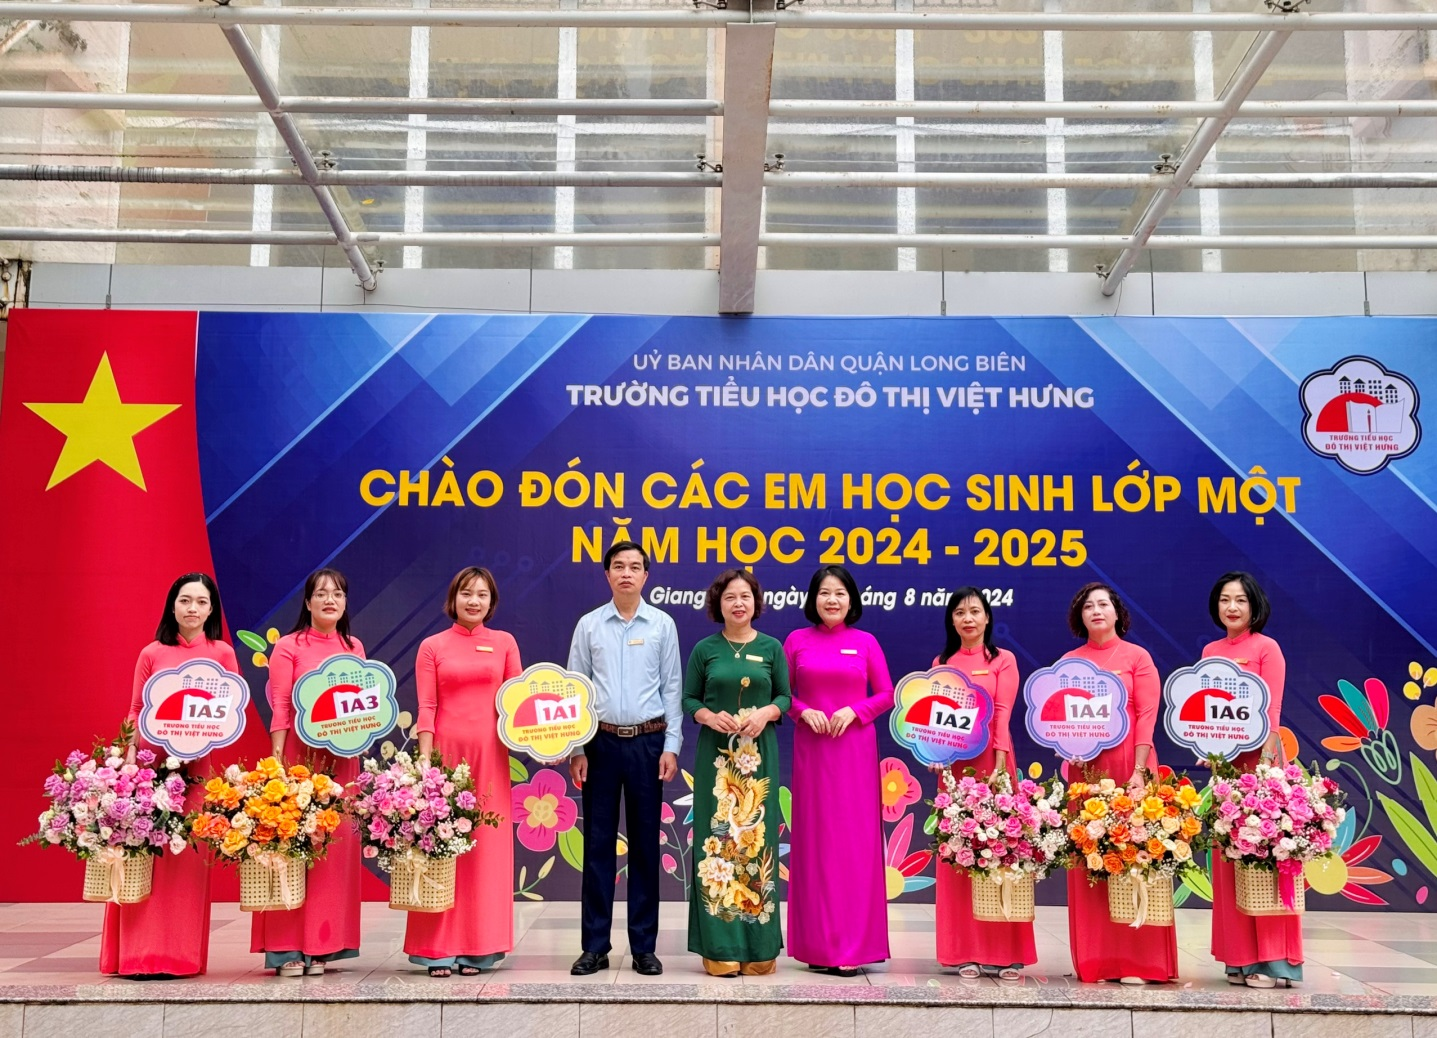 UỶ BAN NHÂN DÂN QUẬN LONG BIÊN
TRƯỜNG TIỂU HỌC ĐÔ THỊ VIỆT HƯNG
TRƯỜNG TIỂU HỌC
ĐÔ THỊ VIỆT HƯNG
CHÀO ĐÓN CÁC EM HỌC SINH LỚP MỘT
NĂM HỌC 2024 - 2025
Giang ngày 8
1A5
TRƯỜNG TIỂU HỌC
ĐÔ THỊ VIỆT HƯNG
1A3
TRƯỜNG TIỂU HỌC
ĐÔ THỊ VIỆT HƯNG
1A1
TRƯỜNG TIỂU HỌC
ĐÔ THỊ VIỆT HƯNG
1A2
TRƯỜNG TIỂU HỌC
ĐÔ THỊ VIỆT HƯNG
1A4
TRƯỜNG TIỂU HỌC
ĐÔ THỊ VIỆT HƯNG
1A6
TRƯỜNG TIỂU HỌC
ĐÔ THỊ VIỆT HƯNG